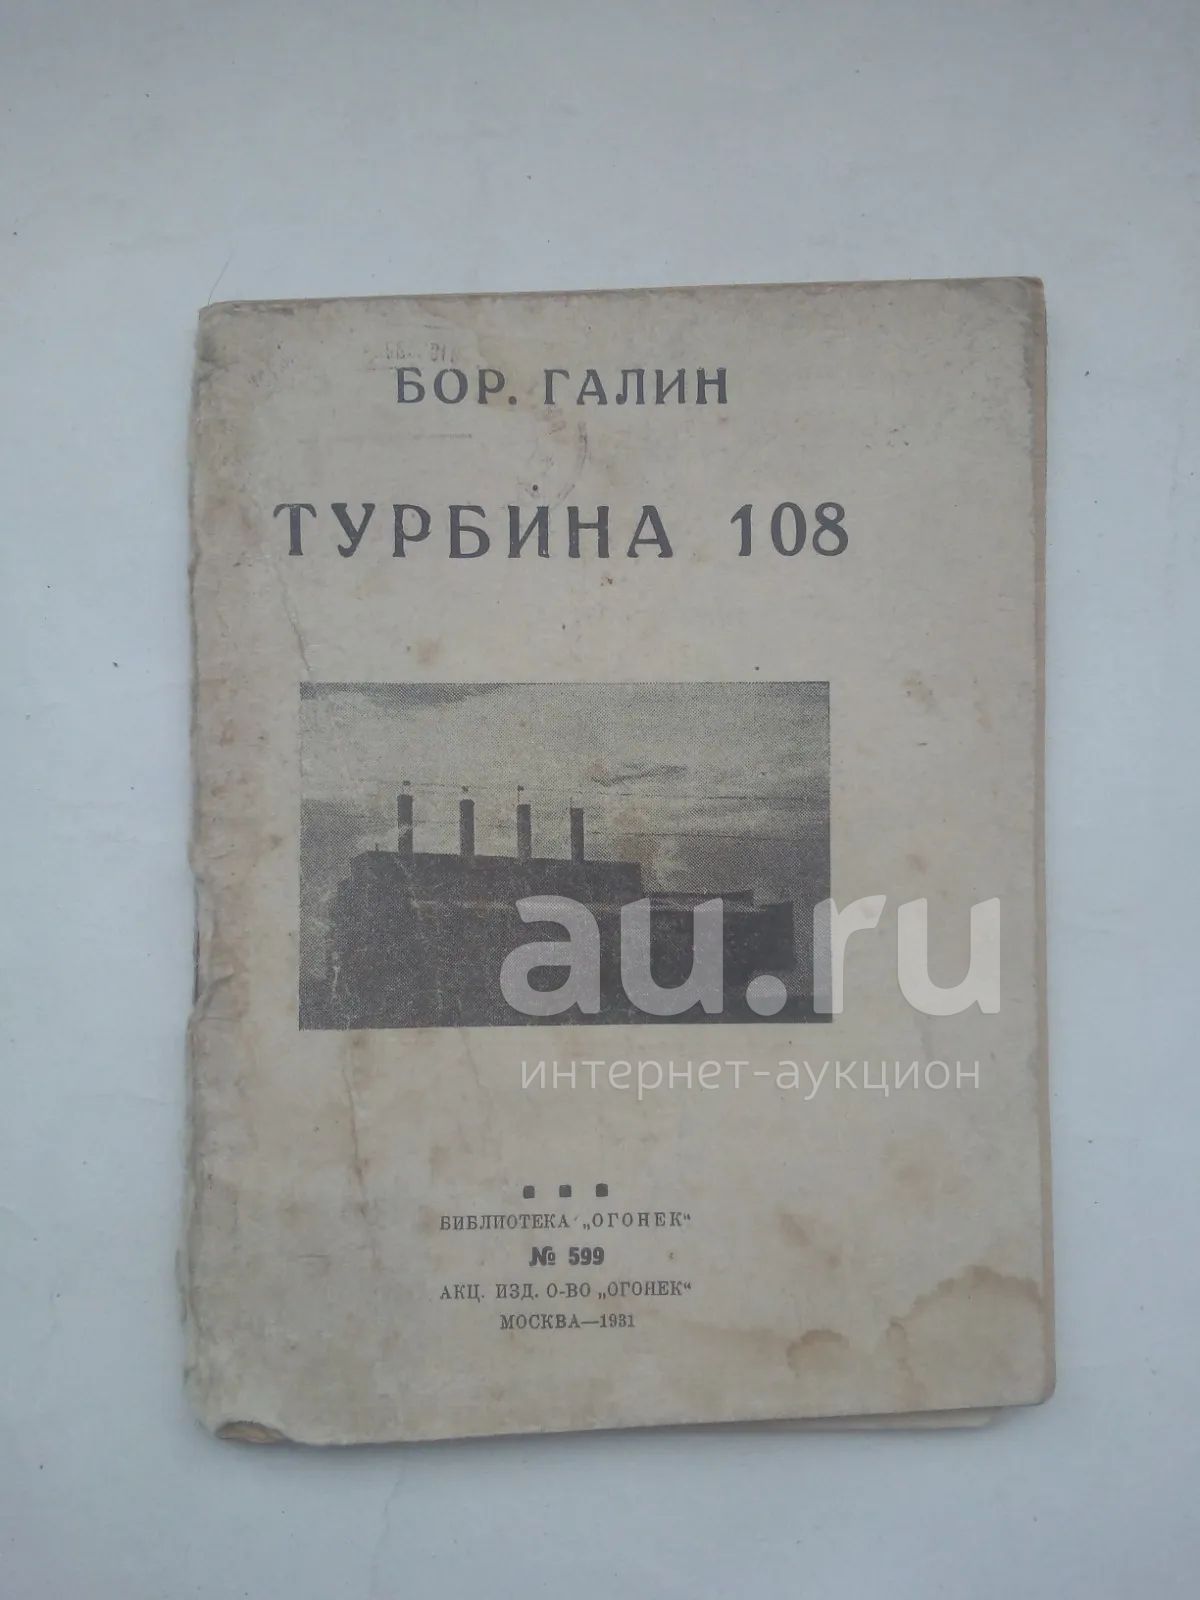 БОР. ГАЛИН
ТУРБИНА 108
au.ru
интернет-аукцион
БИБЛИОТЕКА „ОГОНЕК“
№ 599
АКЦ. ИЗД. О-ВО „ОГОНЕК“
МОСКВА—1931